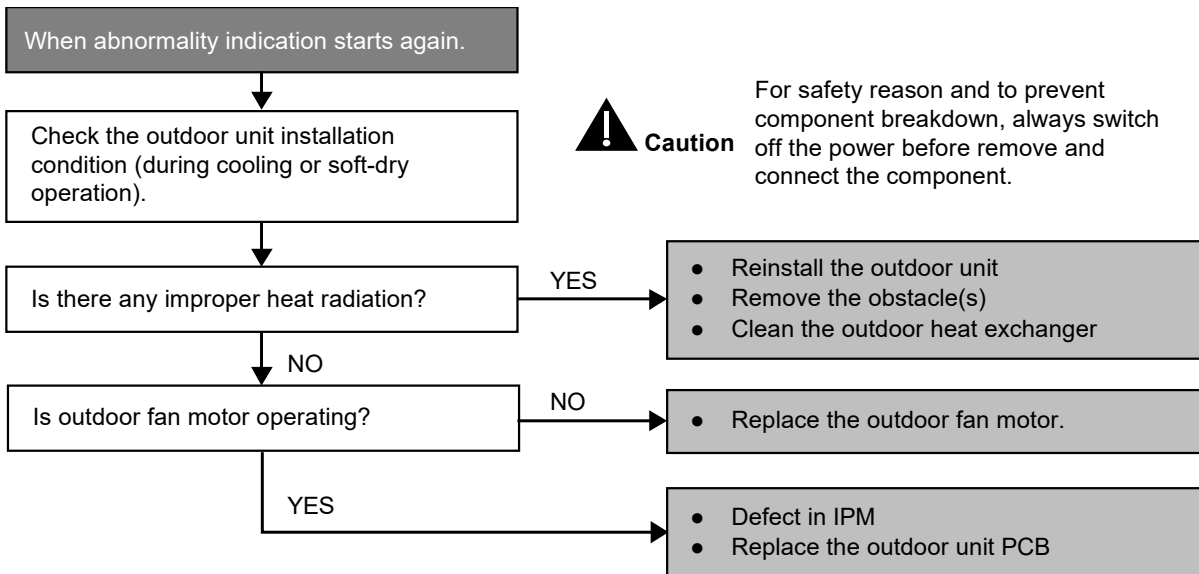 When abnormality indication starts again.
Check the outdoor unit installation
condition (during cooling or soft-dry
operation).
Caution
For safety reason and to prevent
component breakdown, always switch
off the power before remove and
connect the component.
Is there any improper heat radiation?
YES
● Reinstall the outdoor unit
● Remove the obstacle(s)
● Clean the outdoor heat exchanger
NO
Is outdoor fan motor operating?
NO
● Replace the outdoor fan motor.
YES
● Defect in IPM
● Replace the outdoor unit PCB